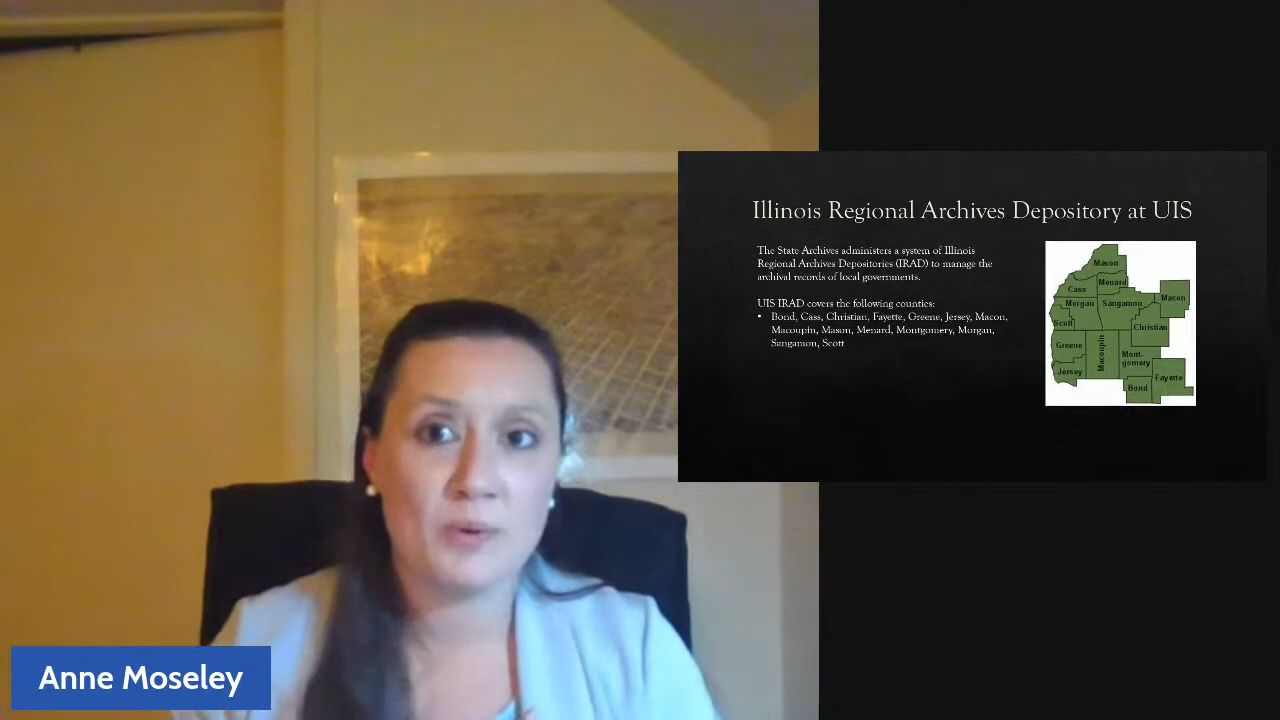 Illinois Regional Archives Depository at UIS
The State Archives administers a system of Illinois
Regional Archives Depositories (IRAD) to manage the
archival records of local governments.
UIS IRAD covers the following counties:
• Bond, Cass, Christian, Fayette, Greene, Jersey, Macon,
Macoupin, Mason, Menard, Montgomery, Morgan,
Sangamon, Scott
Mason
Menard
Cass
Macon
Morgan
Sangamon
Scott
Christian
Greene
Macoupin
Mont-
gomery
Jersey
Fayette
Bond
Anne Moseley